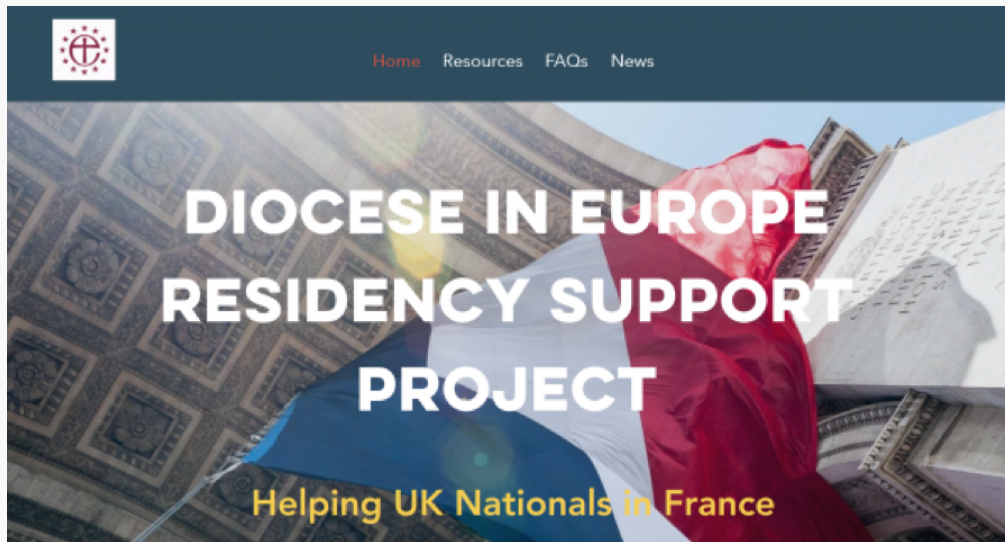 Home Resources FAQs News
DIOCESE IN EUROPE
RESIDENCY SUPPORT
PROJECT
Helping UK Nationals in France